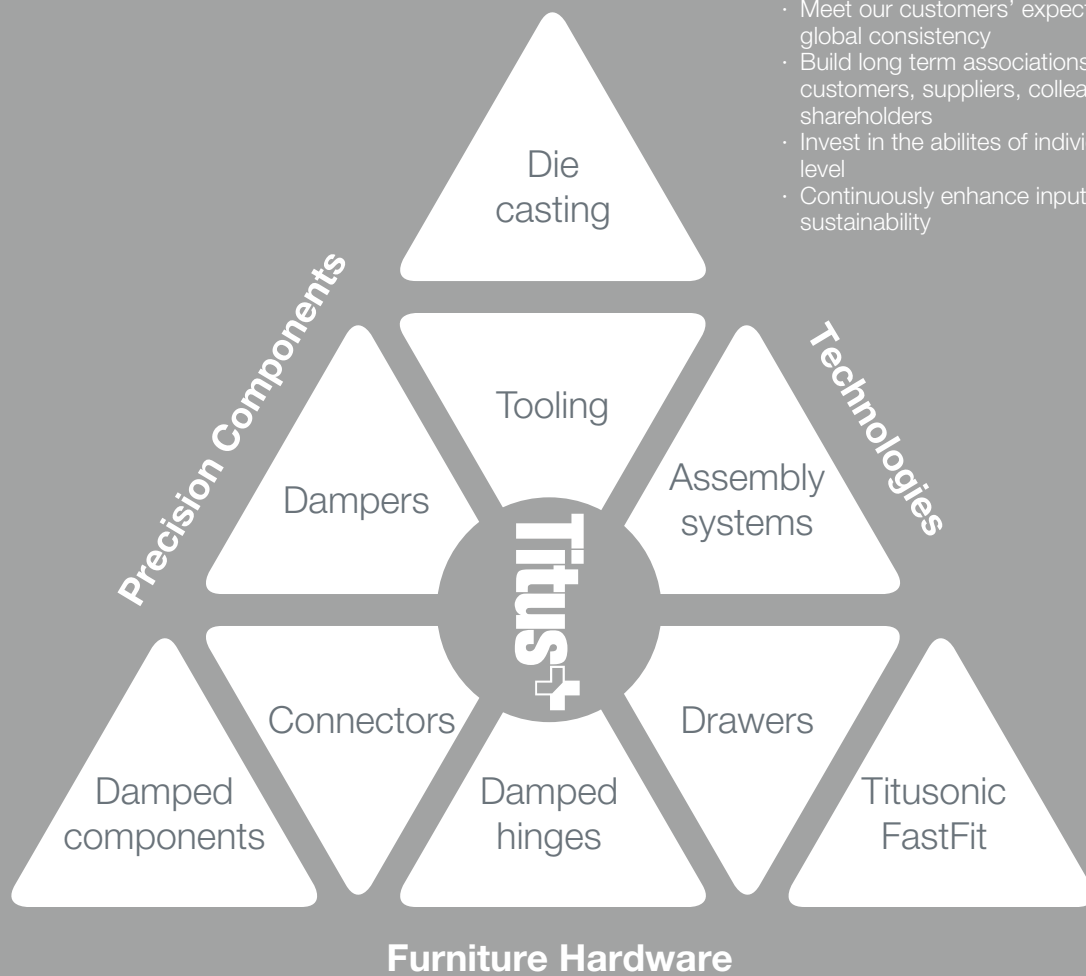 · Meet our customers’ expect
global consistency
· Build long term associations
customers, suppliers, collea
shareholders
· Invest in the abilites of indivi
level
· Continuously enhance input
sustainability
Die
casting
Precision Components
Technologies
Tooling
Dampers
Assembly
systems
Titus+
Connectors
Drawers
Damped
components
Damped
hinges
Titusonic
FastFit
Furniture Hardware